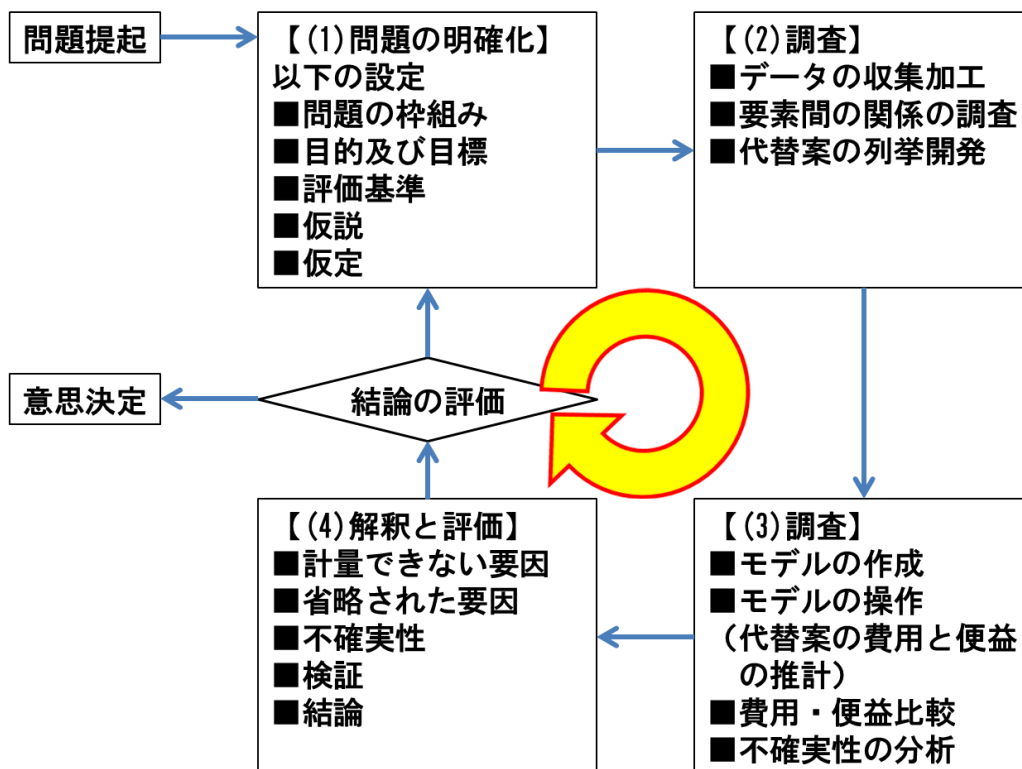 問題提起
【(1)問題の明確化】
以下の設定
■問題の枠組み
■目的及び目標
■評価基準
■仮説
■仮定
【(2)調査】
■データの収集加工
■要素間の関係の調査
■代替案の列挙開発
意思決定
結論の評価
【(4)解釈と評価】
■計量できない要因
■省略された要因
■不確実性
■検証
■結論
【(3)調査】
■モデルの作成
■モデルの操作
（代替案の費用と便益
の推計）
■費用・便益比較
■不確実性の分析